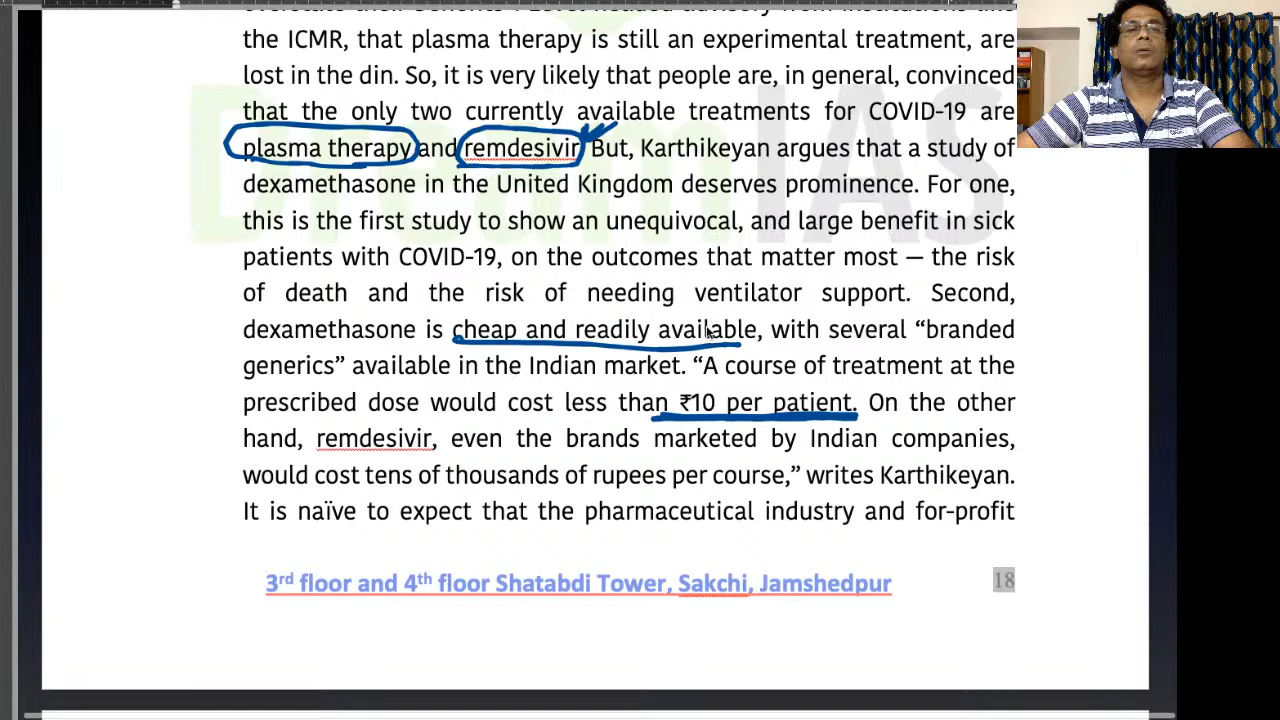 the ICMR, that plasma therapy is still an experimental treatment, are
lost in the din. So, it is very likely that people are, in general, convinced
that the only two currently available treatments for COVID-19 are
plasma therapy and remdesivir. But, Karthikeyan argues that a study of
dexamethasone in the United Kingdom deserves prominence. For one,
this is the first study to show an unequivocal, and large benefit in sick
patients with COVID-19, on the outcomes that matter most — the risk
of death and the risk of needing ventilator support. Second,
dexamethasone is cheap and readily available, with several “branded
generics” available in the Indian market. “A course of treatment at the
prescribed dose would cost less than ₹10 per patient. On the other
hand, remdesivir, even the brands marketed by Indian companies,
would cost tens of thousands of rupees per course,” writes Karthikeyan.
It is naïve to expect that the pharmaceutical industry and for-profit
3rd floor and 4th floor Shatabdi Tower, Sakchi, Jamshedpur
18
DreamIAS